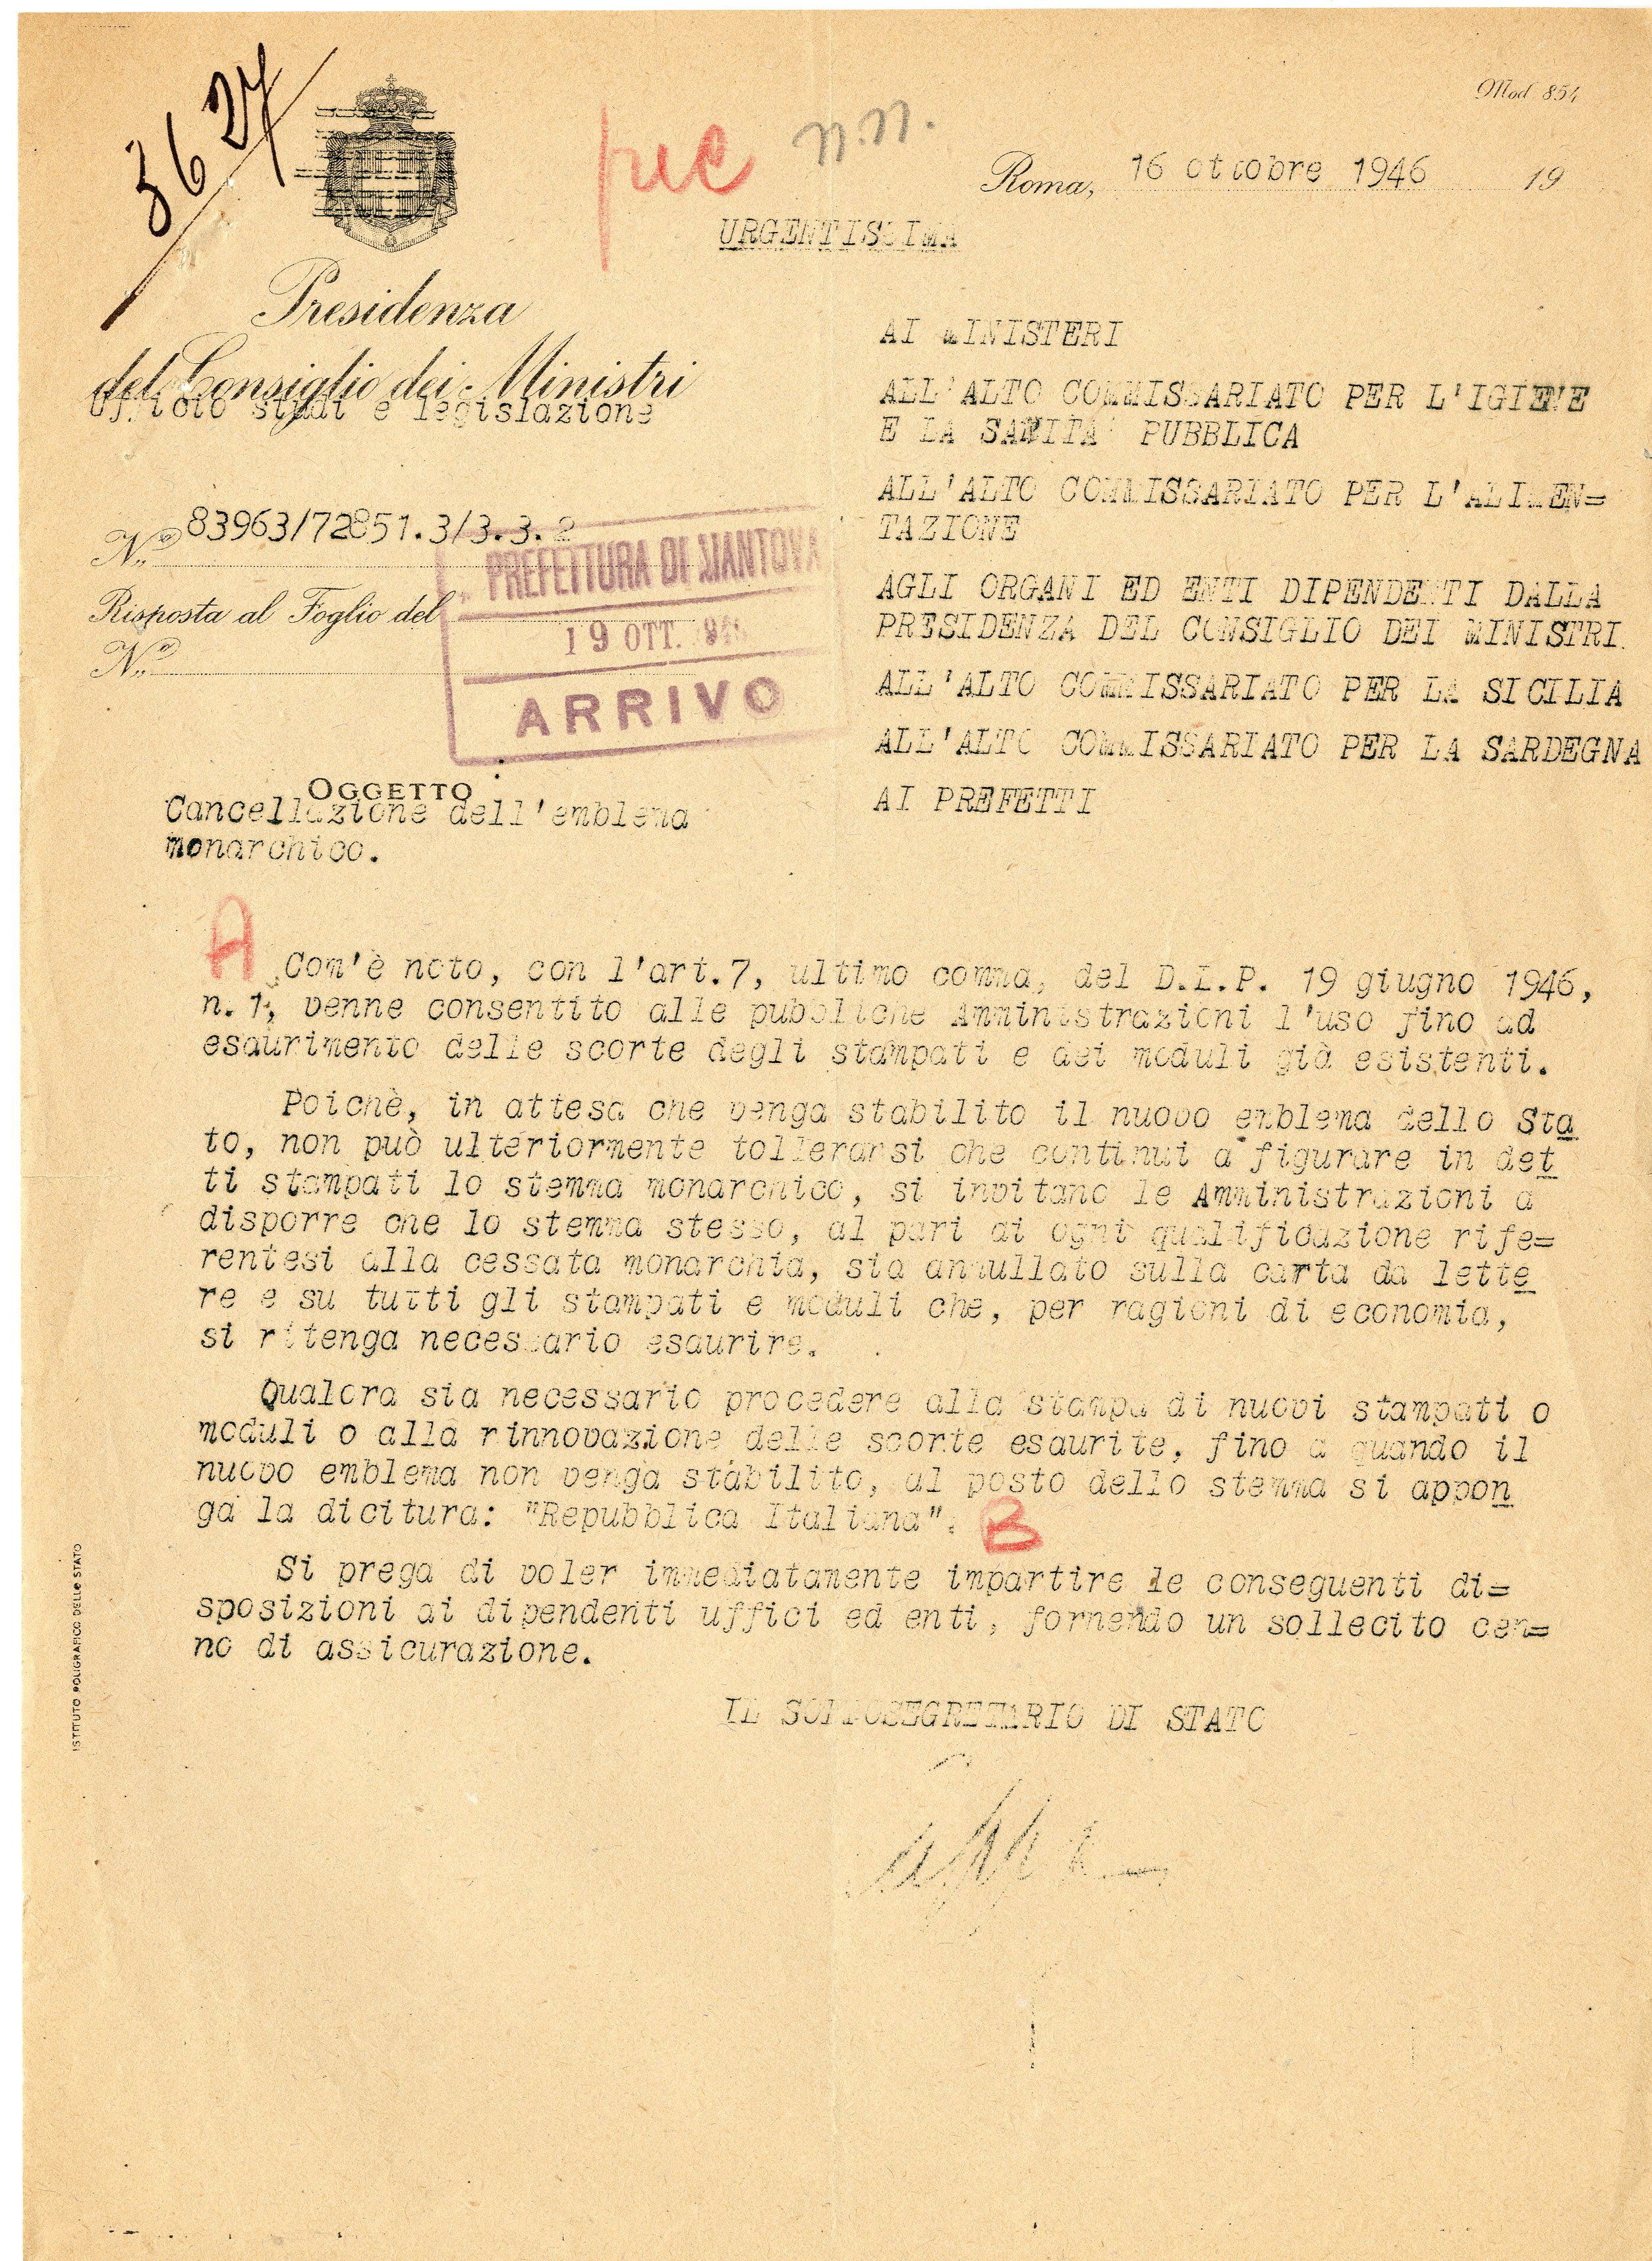 3627
pre
n.n.
Mod 854
Roma, 16 ottobre 1946 19
URGENTISSIMA
Presidenza
del Consiglio dei Ministri
Ufficio studi e legislazione
AI MINISTERI
ALL'ALTO COMMISSARIATO PER L'IGIENE
E LA SANITA' PUBBLICA
ALL'ALTO COMMISSARIATO PER L'ALIMEN=
TAZIONE
AGLI ORGANI ED ENTI DIPENDENTI DALLA
PRESIDENZA DEL CONSIGLIO DEI MINISTRI
ALL'ALTO COMMISSARIATO PER LA SICILIA
ALL'ALTO COMMISSARIATO PER LA SARDEGNA
AI PREFETTI
N.º 83963/72851.3/3.3.2
Risposta al Foglio del
N.º
PREFETTURA DI MANTOVA
19 OTT. 1946
ARRIVO
OGGETTO
Cancellazione dell'emblema
monarchico.
A
Com'è noto, con l'art.7, ultimo comma, del D.L.P. 19 giugno 1946,
n.1, venne consentito alle pubbliche Amministrazioni l'uso fino ad
esaurimento delle scorte degli stampati e dei moduli già esistenti.
Poichè, in attesa che venga stabilito il nuovo emblema dello Sta
to, non può ulteriormente tollerarsi che continui a figurare in det
ti stampati lo stemma monarchico, si invitano le Amministrazioni a
disporre che lo stemma stesso, al pari di ogni qualificazione rife=
rentesi alla cessata monarchia, sia annullato sulla carta da lette
re e su tutti gli stampati e moduli che, per ragioni di economia,
si ritenga necessario esaurire.
Qualora sia necessario procedere alla stampa di nuovi stampati o
moduli o alla rinnovazione delle scorte esaurite, fino a quando il
nuovo emblema non venga stabilito, al posto dello stemma si appon
ga la dicitura: "Repubblica Italiana".
B
Si prega di voler immediatamente impartire le conseguenti di=
sposizioni ai dipendenti uffici ed enti, fornendo un sollecito cen=
no di assicurazione.
IL SOTTOSEGRETARIO DI STATO
ISTITUTO POLIGRAFICO DELLO STATO